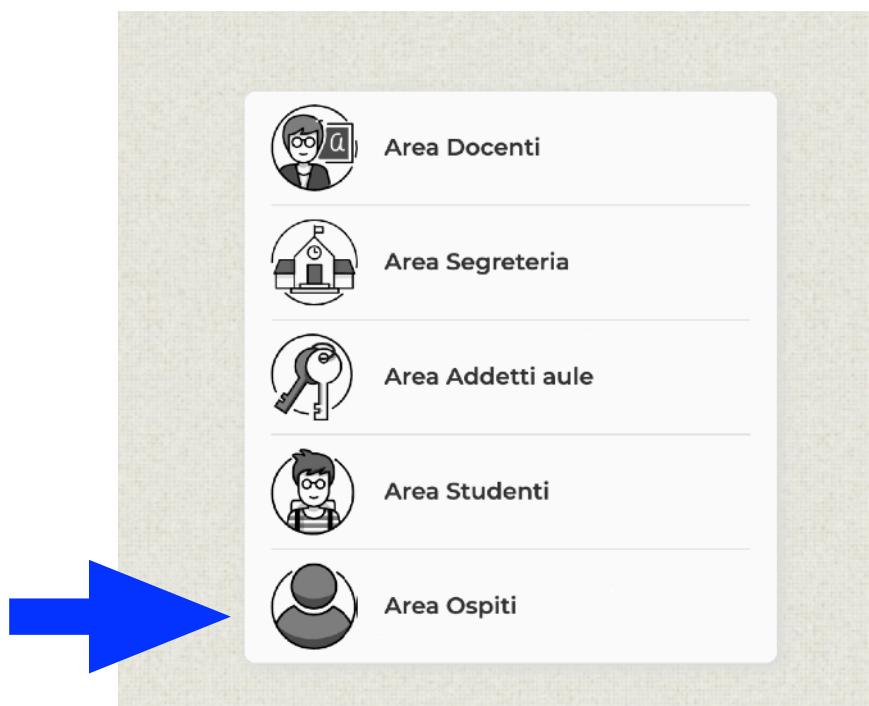 Area Docenti
Area Segreteria
Area Addetti aule
Area Studenti
Area Ospiti